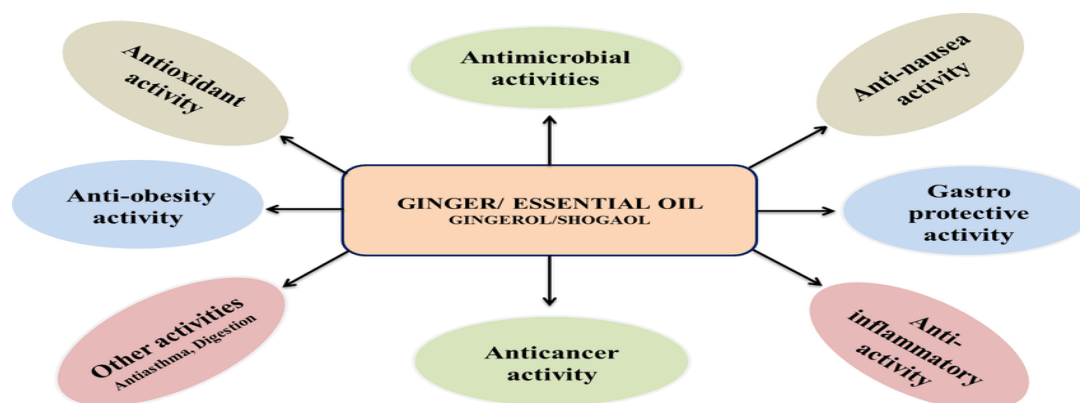 Antioxidant
activity
Antimicrobial
activities
Anti-nausea
activity
Anti-obesity
activity
GINGER/ ESSENTIAL OIL
GINGEROL/SHOGAOL
Gastro
protective
activity
Other activities
Antiasthma, Digestion
Anticancer
activity
Anti-
inflammatory
activity